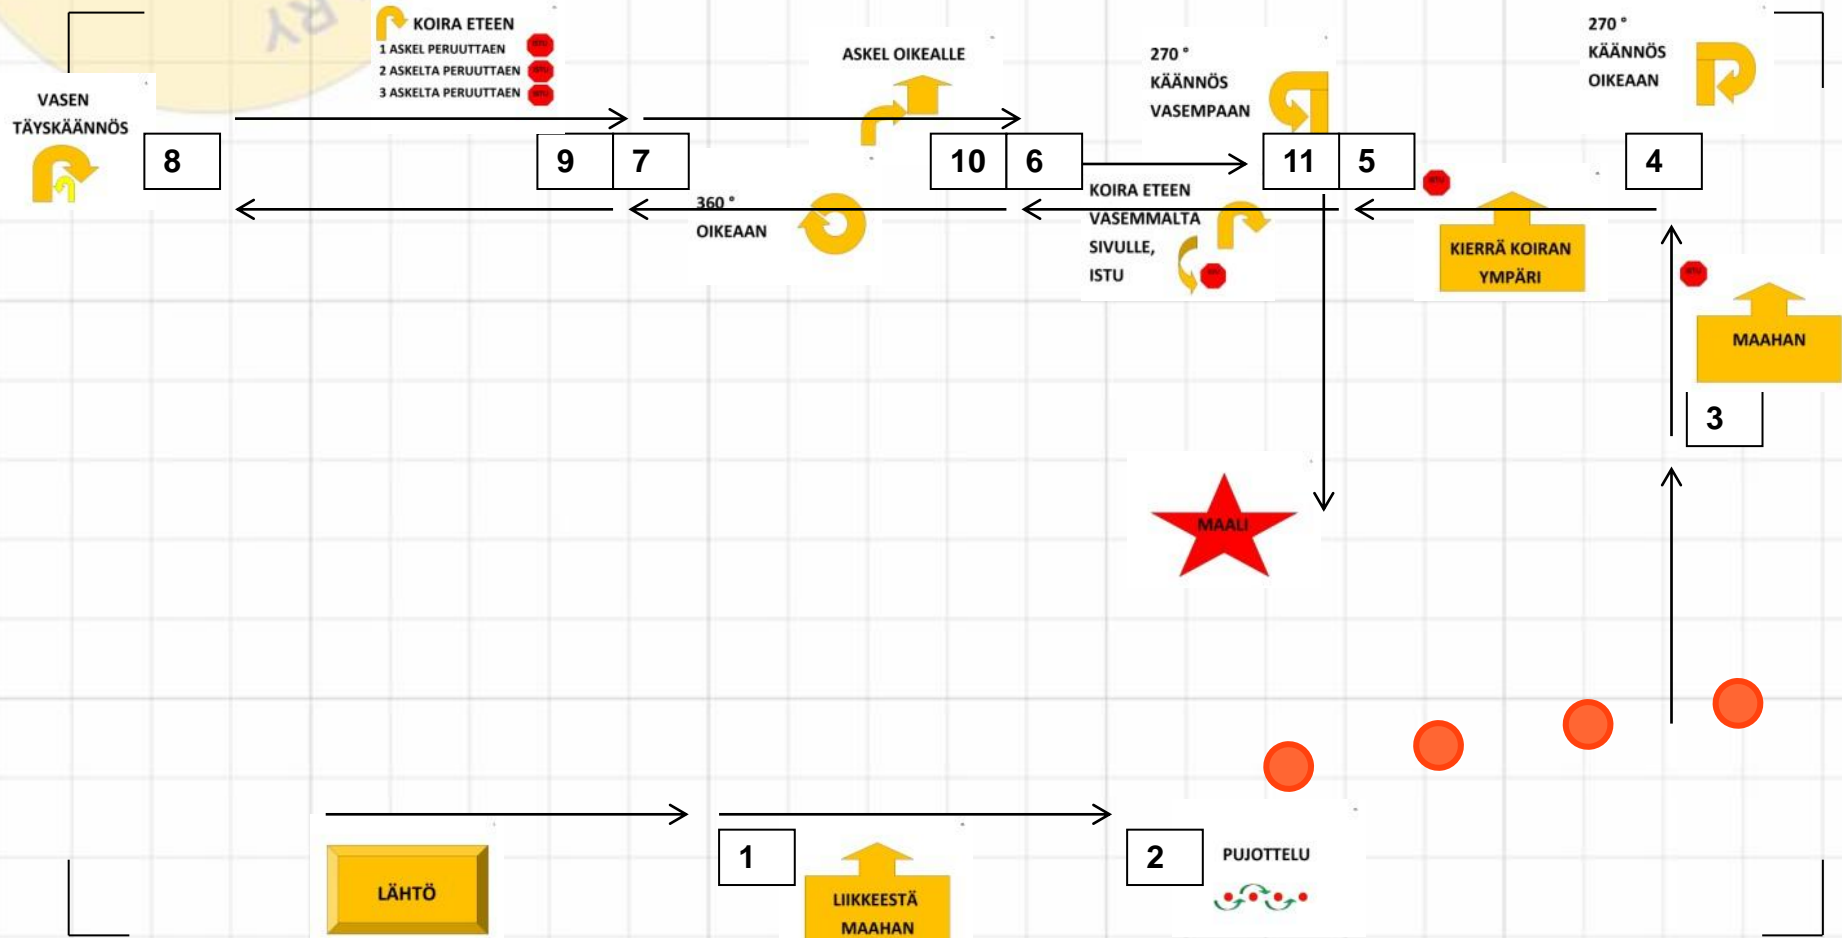 RY
KOIRA ETEEN
1 ASKEL PERUUTTAEN
2 ASKELTA PERUUTTAEN
3 ASKELTA PERUUTTAEN
VASEN
TÄYSKÄÄNNÖS
8
9
7
ASKEL OIKEALLE
10
6
270 °
KÄÄNNÖS
VASEMPAAN
11
5
270 °
KÄÄNNÖS
OIKEAAN
4
360 °
OIKEAAN
KOIRA ETEEN
VASEMMALTA
SIVULLE,
ISTU
KIERRÄ KOIRAN
YMPÄRI
MAAHAN
3
MAALI
LÄHTÖ
1
LIIKKEESTÄ
MAAHAN
2
PUJOTTELU